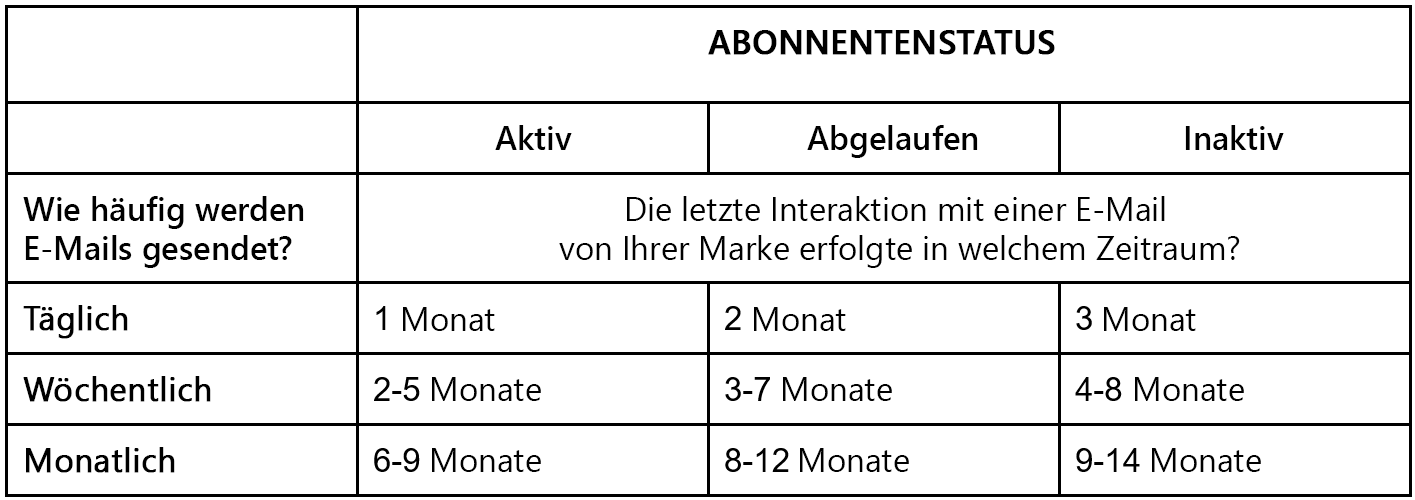 ABONNENTENSTATUS
Aktiv Abgelaufen Inaktiv
Wie häufig werden
E-Mails gesendet?
Die letzte Interaktion mit einer E-Mail
von Ihrer Marke erfolgte in welchem Zeitraum?
Täglich 1 Monat 2 Monat 3 Monat
Wöchentlich 2-5 Monate 3-7 Monate 4-8 Monate
Monatlich 6-9 Monate 8-12 Monate 9-14 Monate